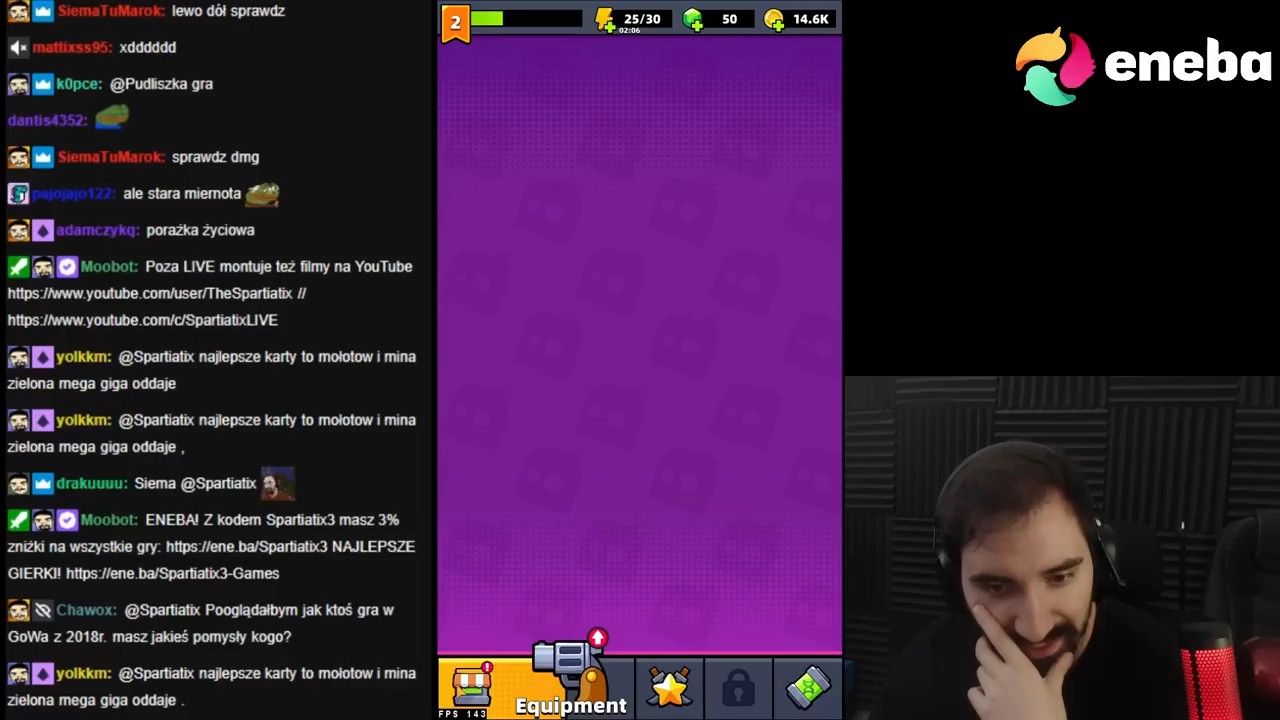 SiemaTuMarok: lewo dół sprawdz
mattixss95: xdddddd
k0pce: @Pudliszka gra
dantis4352:
SiemaTuMarok: sprawdz dmg
pajojajo122: ale stara miernota
adamczykq: porażka życiowa
Moobot: Poza LIVE montuje też filmy na YouTube
https://www.youtube.com/user/TheSpartiatix //
https://www.youtube.com/c/SpartiatixLIVE
yolkkm: @Spartiatix najlepsze karty to mołotow i mina
zielona mega giga oddaje
yolkkm: @Spartiatix najlepsze karty to mołotow i mina
zielona mega giga oddaje ,
drakuuuu: Siema @Spartiatix
Moobot: ENEBA! Z kodem Spartiatix3 masz 3%
zniżki na wszystkie gry: https://ene.ba/Spartiatix3 NAJLEPSZE
GIERKI! https://ene.ba/Spartiatix3-Games
Chawox: @Spartiatix Pooglądałbym jak ktoś gra w
GoWa z 2018r. masz jakieś pomysły kogo?
yolkkm: @Spartiatix najlepsze karty to mołotow i mina
zielona mega giga oddaje .
2
25/30
02:06
50
14.6K
FPS 143
Equipment
eneba